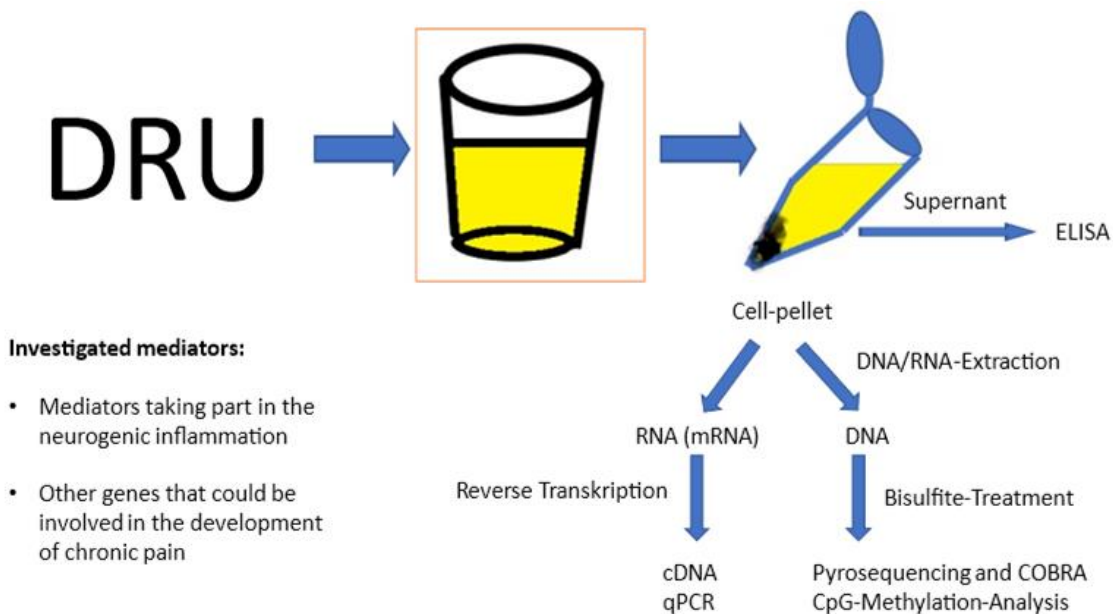 DRU
Supernant
ELISA
Cell-pellet
Investigated mediators:
• Mediators taking part in the
neurogenic inflammation
• Other genes that could be
involved in the development
of chronic pain
DNA/RNA-Extraction
RNA (mRNA)
DNA
Reverse Transkription
Bisulfite-Treatment
cDNA
qPCR
Pyrosequencing and COBRA
CpG-Methylation-Analysis